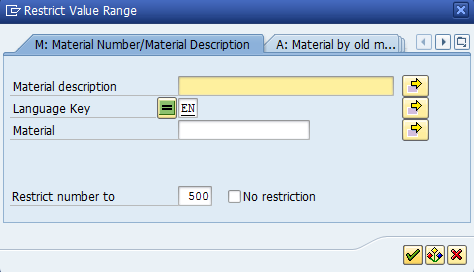 Restrict Value Range
M: Material Number/Material Description A: Material by old m...
Material description
Language Key = EN
Material
Restrict number to 500 No restriction